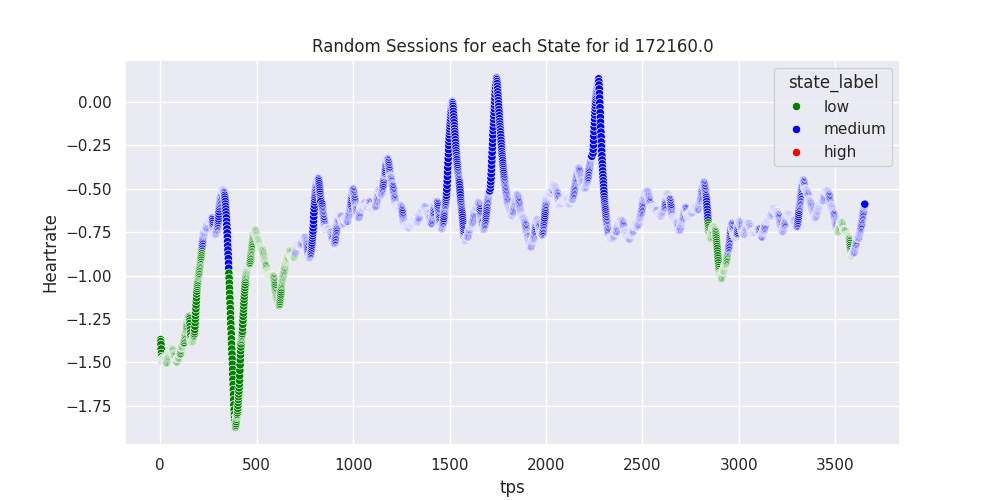 Random Sessions for each State for id 172160.0
state_label
low
medium
high
Heartrate
0.00
−0.25
−0.50
−0.75
−1.00
−1.25
−1.50
−1.75
0 500 1000 1500 2000 2500 3000 3500
tps